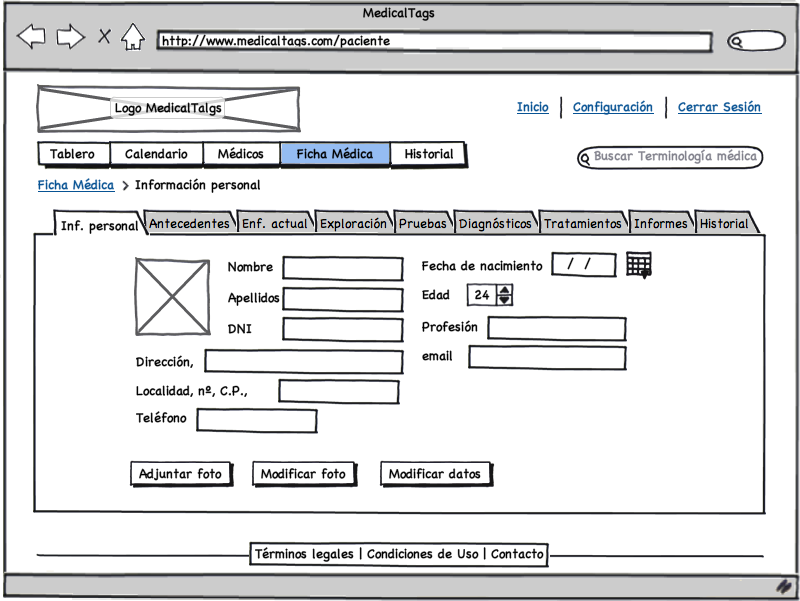 MedicalTags
http://www.medicaltags.com/paciente
Logo MedicalTalgs
Inicio | Configuración | Cerrar Sesión
Tablero Calendario Médicos Ficha Médica Historial
Buscar Terminología médica
Ficha Médica > Información personal
Inf. personal Antecedentes Enf. actual Exploración Pruebas Diagnósticos Tratamientos Informes Historial
Nombre Fecha de nacimiento / /
Apellidos Edad 24
DNI Profesión
Dirección, email
Localidad, nº, C.P.,
Teléfono
Adjuntar foto Modificar foto Modificar datos
Términos legales | Condiciones de Uso | Contacto